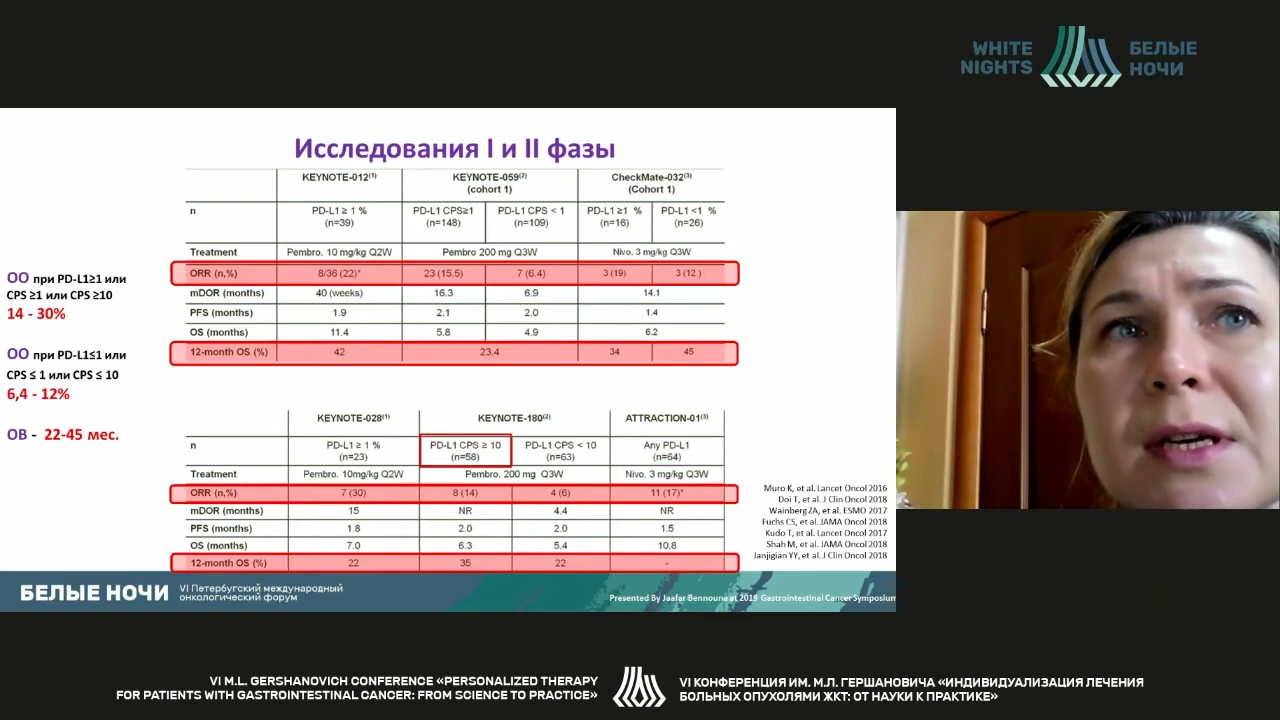 WHITE NIGHTS
БЕЛЫЕ НОЧИ
Исследования I и II фазы
KEYNOTE-012(1) KEYNOTE-059(2) (cohort 1) CheckMate-032(3) (Cohort 1)
n PD-L1 ≥ 1 % (n=39) PD-L1 CPS≥1 (n=148) PD-L1 CPS < 1 (n=109) PD-L1 ≥1 % (n=16) PD-L1 <1 % (n=26)
Treatment Pembro. 10 mg/kg Q2W Pembro 200 mg Q3W Nivo. 3 mg/kg Q3W
ORR (n,%) 8/36 (22)* 23 (15.5) 7 (6.4) 3 (19) 3 (12 )
mDOR (months) 40 (weeks) 16.3 6.9 14.1
PFS (months) 1.9 2.1 2.0 1.4
OS (months) 11.4 5.8 4.9 6.2
12-month OS (%) 42 23.4 34 45
ОО при PD-L1≥1 или
CPS ≥1 или CPS ≥10
14 - 30%
ОО при PD-L1≤1 или
CPS ≤ 1 или CPS ≤ 10
6,4 - 12%
ОВ - 22-45 мес.
KEYNOTE-028(1) KEYNOTE-180(2) ATTRACTION-01(3)
n PD-L1 ≥ 1 % (n=23) PD-L1 CPS ≥ 10 (n=58) PD-L1 CPS < 10 (n=63) Any PD-L1 (n=64)
Treatment Pembro. 10mg/kg Q2W Pembro. 200 mg Q3W Nivo. 3 mg/kg Q3W
ORR (n,%) 7 (30) 8 (14) 4 (6) 11 (17)*
mDOR (months) 15 NR 4.4 NR
PFS (months) 1.8 2.0 2.0 1.5
OS (months) 7.0 6.3 5.4 10.8
12-month OS (%) 22 35 22 -
Muro K, et al. Lancet Oncol 2016
Doi T, et al. J Clin Oncol 2018
Wainberg ZA, et al. ESMO 2017
Fuchs CS, et al. JAMA Oncol 2018
Kudo T, et al. Lancet Oncol 2017
Shah M, et al. JAMA Oncol 2018
Janjigian YY, et al. J Clin Oncol 2018
БЕЛЫЕ НОЧИ
VI Петербугский международный
онкологический форум
Presented By Jaafar Bennouna at 2019 Gastrointestinal Cancer Symposium
VI M.L. GERSHANOVICH CONFERENCE «PERSONALIZED THERAPY
FOR PATIENTS WITH GASTROINTESTINAL CANCER: FROM SCIENCE TO PRACTICE»
VI КОНФЕРЕНЦИЯ ИМ. М.Л. ГЕРШАНОВИЧА «ИНДИВИДУАЛИЗАЦИЯ ЛЕЧЕНИЯ
БОЛЬНЫХ ОПУХОЛЯМИ ЖКТ: ОТ НАУКИ К ПРАКТИКЕ»